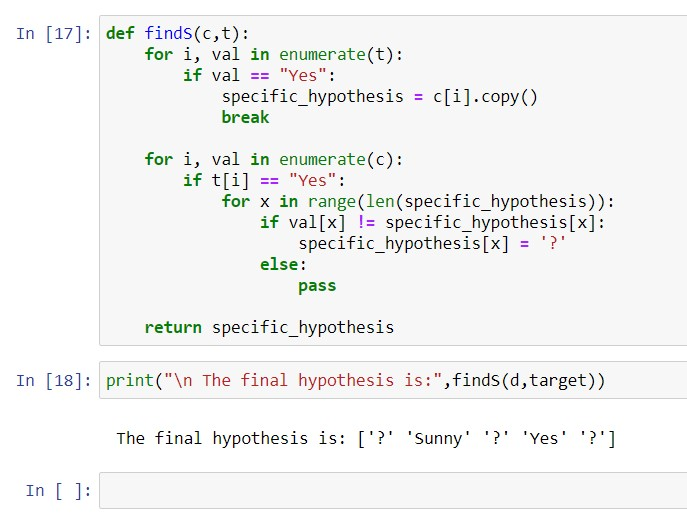 In [17]: def findS(c,t):
    for i, val in enumerate(t):
        if val == "Yes":
            specific_hypothesis = c[i].copy()
            break

    for i, val in enumerate(c):
        if t[i] == "Yes":
            for x in range(len(specific_hypothesis)):
                if val[x] != specific_hypothesis[x]:
                    specific_hypothesis[x] = '?'
                else:
                    pass

    return specific_hypothesis
In [18]: print("\n The final hypothesis is:",findS(d,target))
The final hypothesis is: ['?' 'Sunny' '?' 'Yes' '?']
In [ ]: